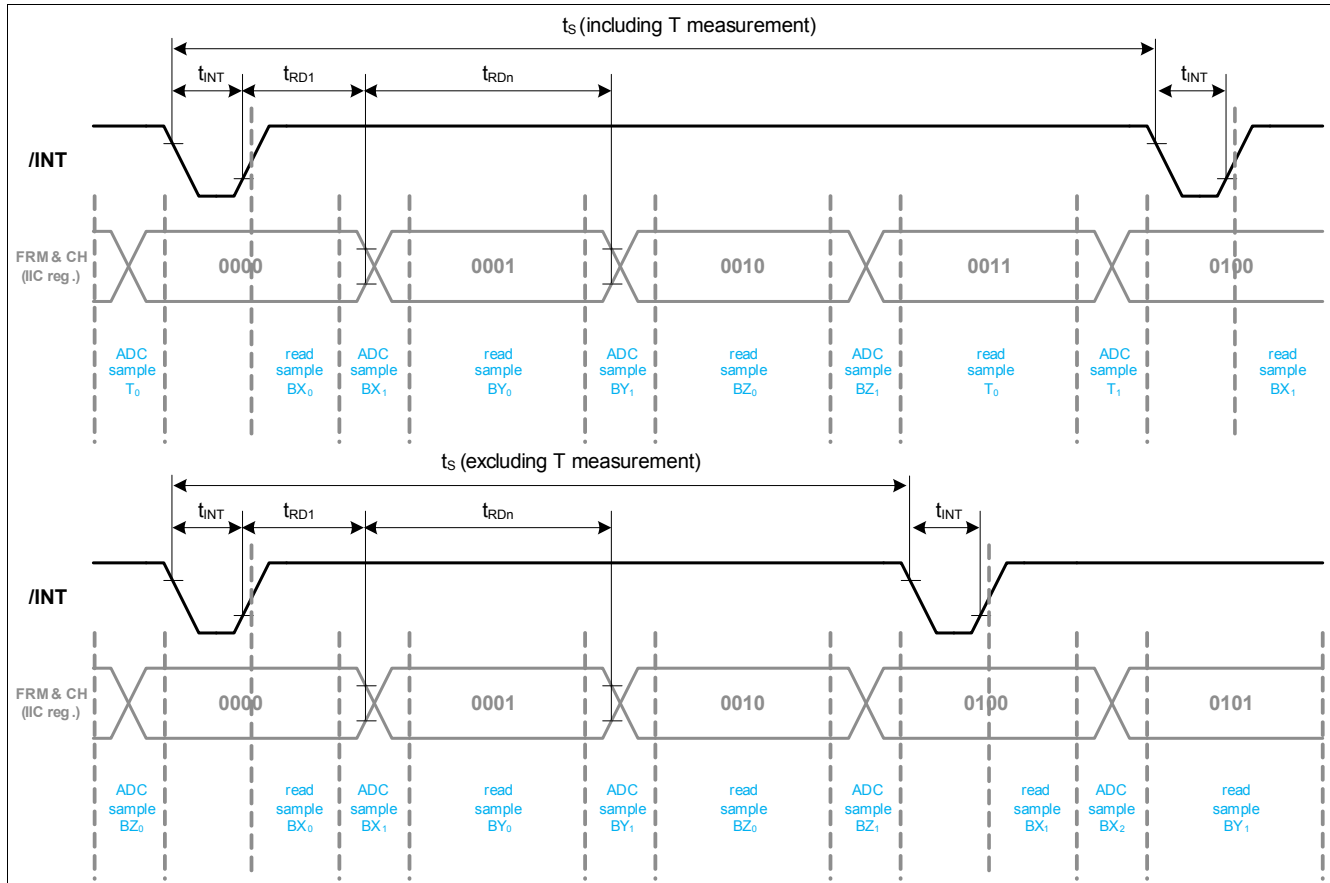 tS (including T measurement)
tINT tRD1 tRDn tINT
/INT
FRM & CH
(IIC reg.)
0000 0001 0010 0011 0100
ADC sample T0
read sample BX0
ADC sample BX1
read sample BY0
ADC sample BY1
read sample BZ0
ADC sample BZ1
read sample T0
ADC sample T1
read sample BX1
tS (excluding T measurement)
tINT tRD1 tRDn tINT
/INT
FRM & CH
(IIC reg.)
0000 0001 0010 0100 0101
ADC sample BZ0
read sample BX0
ADC sample BX1
read sample BY0
ADC sample BY1
read sample BZ0
ADC sample BZ1
read sample BX1
ADC sample BX2
read sample BY1